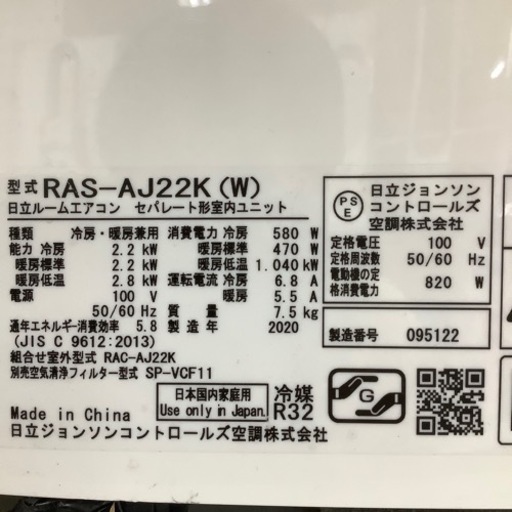 型式 RAS-AJ22K(W)
日立ルームエアコン セパレート形室内ユニット
種類 冷房・暖房兼用
能力 冷房 2.2 kW
暖房標準 2.2 kW
暖房低温 2.8 kW
電源 100 V
50/60 Hz
通年エネルギー消費効率 5.8
(JIS C 9612:2013)
消費電力 冷房 580 W
暖房標準 470 W
暖房低温 1.040 kW
運転電流 冷房 6.8 A
暖房 5.5 A
質量 7.5 kg
製造年 2020
組合せ室外型式 RAC-AJ22K
別売空気清浄フィルター型式 SP-VCF11
日本国内家庭用
Use only in Japan.
冷媒
R32
Made in China
日立ジョンソンコントロールズ空調株式会社
PS
E
日立ジョンソン
コントロールズ
空調株式会社
定格電圧 100 V
定格周波数 50/60 Hz
電動機の定
格消費電力 820 W
製造番号 095122
G